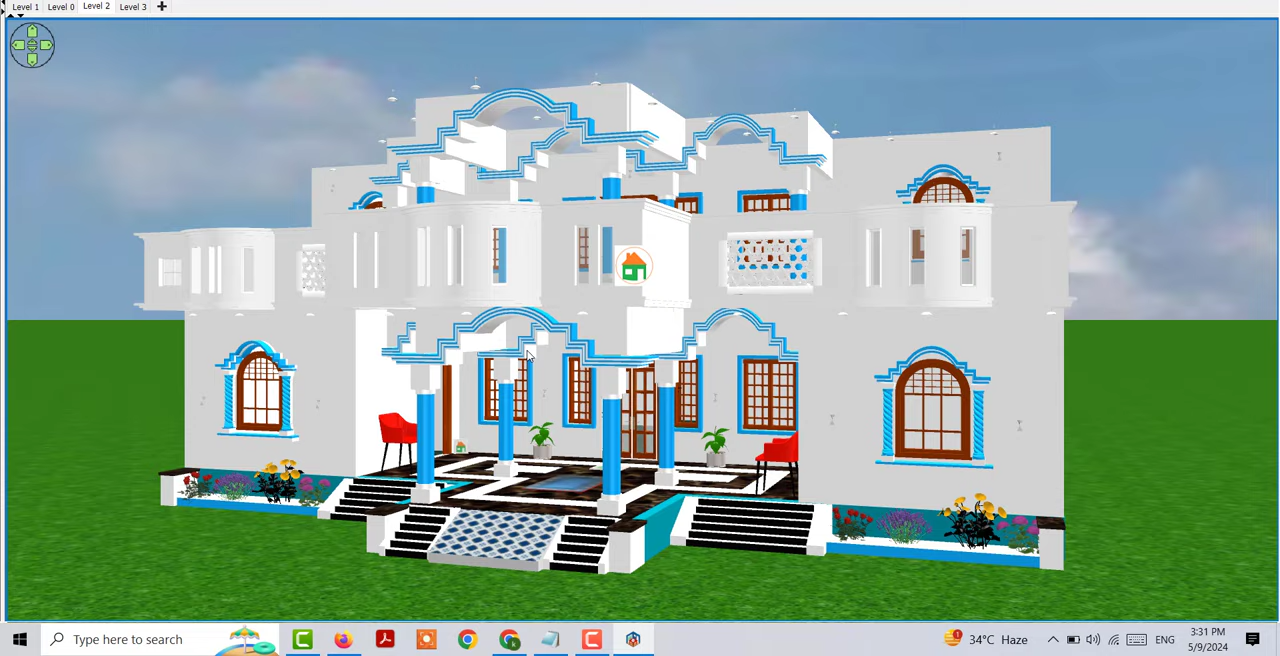 Level 1 Level 0 Level 2 Level 3
Type here to search
1
34°C Haze
ENG
3:31 PM
5/9/2024